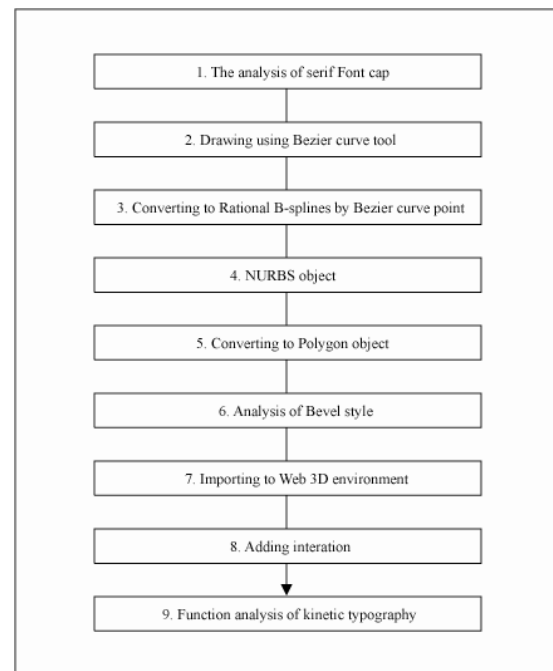 1. The analysis of serif Font cap
2. Drawing using Bezier curve tool
3. Converting to Rational B-splines by Bezier curve point
4. NURBS object
5. Converting to Polygon object
6. Analysis of Bevel style
7. Importing to Web 3D environment
8. Adding interation
9. Function analysis of kinetic typography